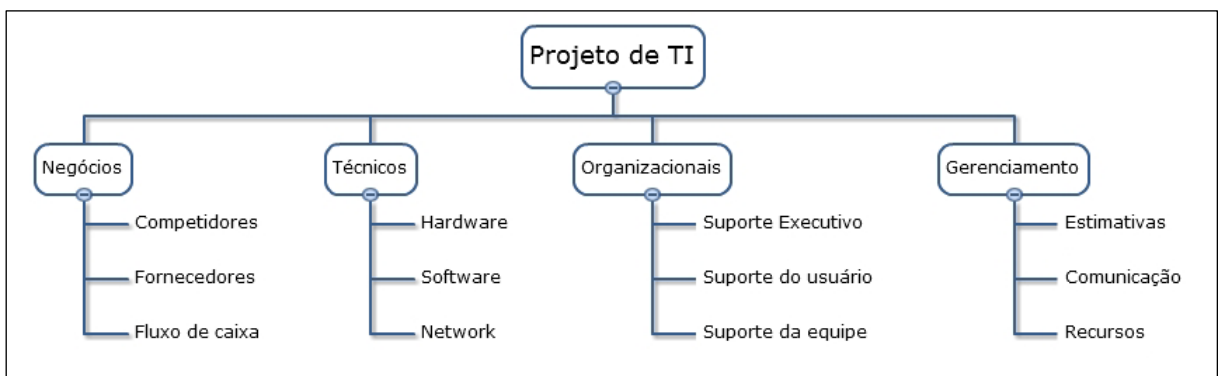 Projeto de TI
Negócios
Competidores
Fornecedores
Fluxo de caixa
Técnicos
Hardware
Software
Network
Organizacionais
Suporte Executivo
Suporte do usuário
Suporte da equipe
Gerenciamento
Estimativas
Comunicação
Recursos